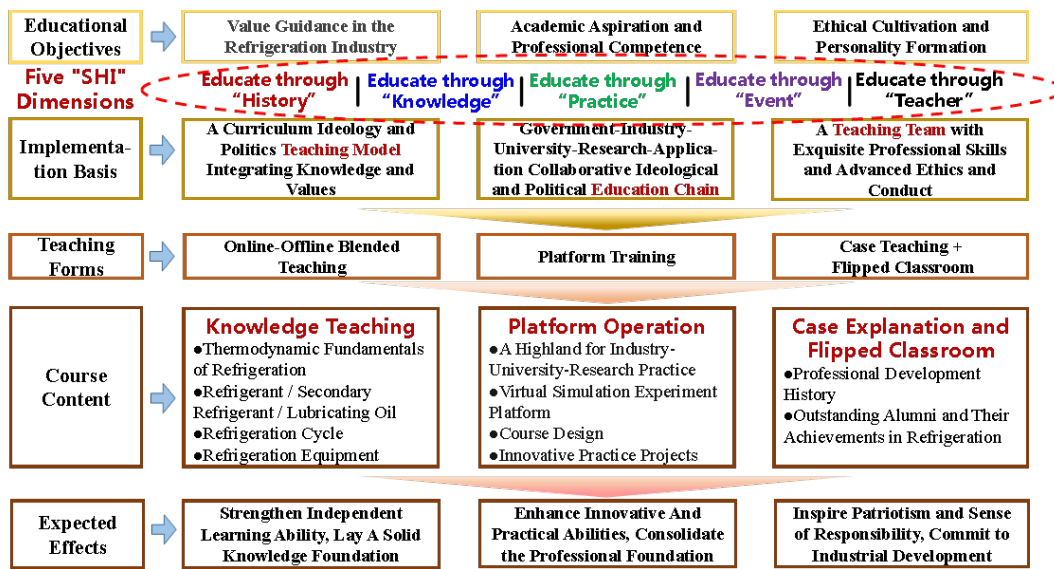 Educational
Objectives
Value Guidance in the
Refrigeration Industry
Academic Aspiration and
Professional Competence
Ethical Cultivation and
Personality Formation
Five "SHI"
Dimensions
Educate through
“History”
Educate through
“Knowledge”
Educate through
“Practice”
Educate through
“Event”
Educate through
“Teacher”
Implementa-
tion Basis
A Curriculum Ideology and
Politics Teaching Model
Integrating Knowledge and
Values
Government-Industry-
University-Research-Applica-
tion Collaborative Ideological
and Political Education Chain
A Teaching Team with
Exquisite Professional Skills
and Advanced Ethics and
Conduct
Teaching
Forms
Online-Offline Blended
Teaching
Platform Training
Case Teaching +
Flipped Classroom
Course
Content
Knowledge Teaching
●Thermodynamic Fundamentals
of Refrigeration
●Refrigerant / Secondary
Refrigerant / Lubricating Oil
●Refrigeration Cycle
●Refrigeration Equipment
Platform Operation
●A Highland for Industry-
University-Research Practice
●Virtual Simulation Experiment
Platform
●Course Design
●Innovative Practice Projects
Case Explanation and
Flipped Classroom
●Professional Development
History
●Outstanding Alumni and Their
Achievements in Refrigeration
Expected
Effects
Strengthen Independent
Learning Ability, Lay A Solid
Knowledge Foundation
Enhance Innovative And
Practical Abilities, Consolidate
the Professional Foundation
Inspire Patriotism and Sense
of Responsibility, Commit to
Industrial Development